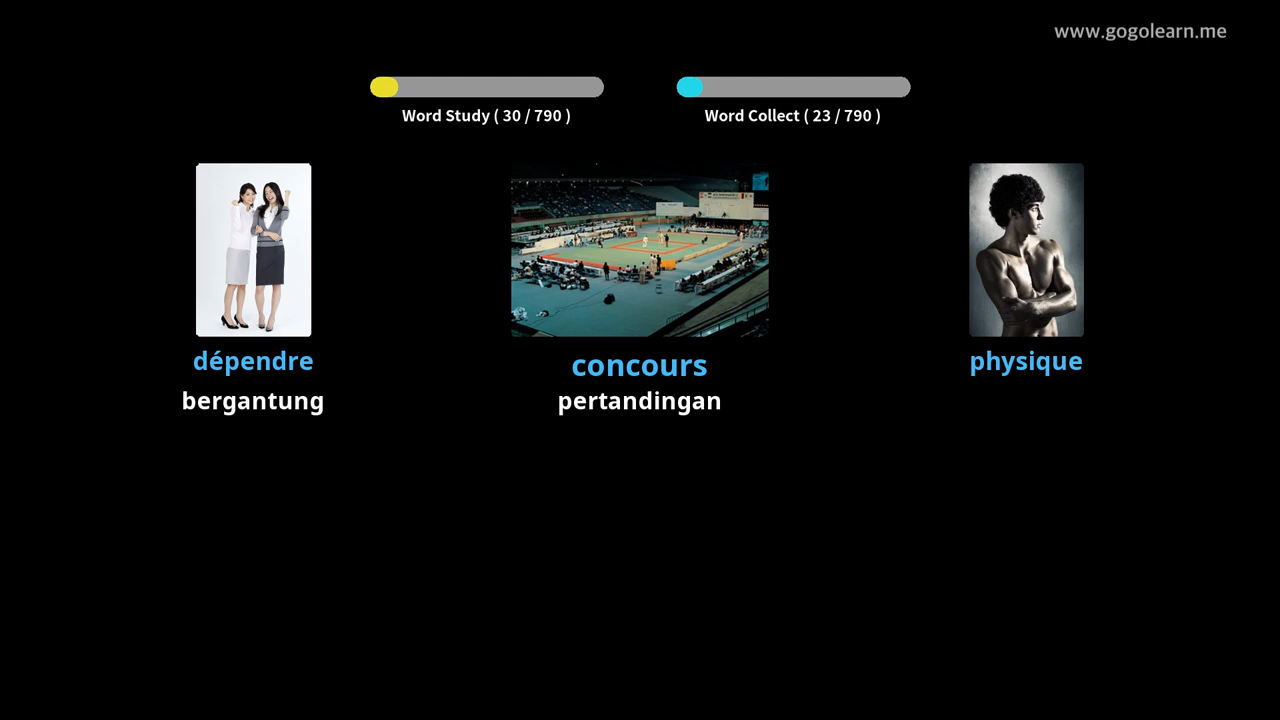 www.gogolearn.me
Word Study ( 30 / 790 )
Word Collect ( 23 / 790 )
dépendre
bergantung
concours
pertandingan
physique